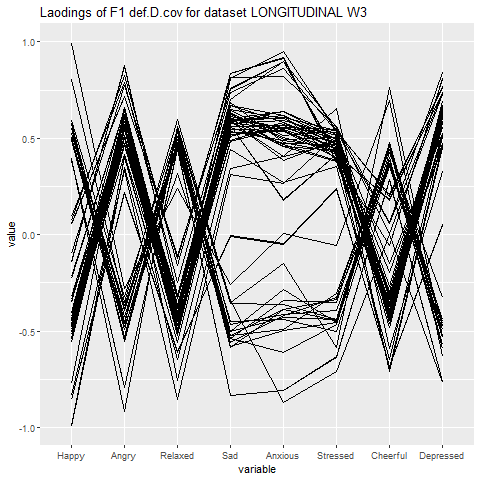 Laodings of F1 def.D.cov for dataset LONGITUDINAL W3
1.0
0.5
0.0
-0.5
-1.0
value
Happy Angry Relaxed Sad Anxious Stressed Cheerful Depressed
variable